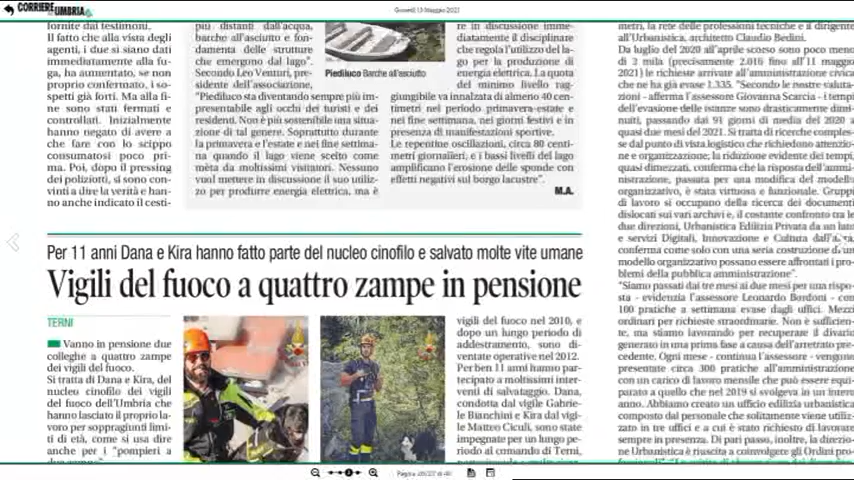 CORRIERE
UMBRIA
Giovedì 13 Maggio 2021
fornite dai testimoni.
Il fatto che alla vista degli
agenti, i due si siano dati
immediatamente alla fu-
ga, ha aumentato, se non
proprio confermato, i so-
spetti già forti. Ma alla fi-
ne sono stati fermati e
controllati. Inizialmente
hanno negato di avere a
che fare con lo scippo
consumatosi poco pri-
ma. Poi, dopo il pressing
dei poliziotti, si sono con-
vinti a dire la verità e han-
no anche indicato il cesti-
più distanti dall'acqua,
barche all'asciutto e fon-
damenta delle strutture
che emergono dal lago".
Secondo Leo Venturi, pre-
sidente dell'associazione,
"Piediluco sta diventando sempre più im-
presentabile agli occhi dei turisti e dei
residenti. Non è più sostenibile una situa-
zione di tal genere. Soprattutto durante
la primavera e l'estate e nei fine settima-
na quando il lago viene scelto come
mèta da moltissimi visitatori. Nessuno
vuol mettere in discussione il suo utiliz-
zo per produrre energia elettrica, ma è
Piediluco Barche all'asciutto
re in discussione imme-
diatamente il disciplinare
che regola l'utilizzo del la-
go per la produzione di
energia elettrica. La quota
del minimo livello rag-
giungibile va innalzata di almeno 40 cen-
timetri nel periodo primavera-estate e
nei fine settimana, nei giorni festivi e in
presenza di manifestazioni sportive.
Le repentine oscillazioni, circa 80 centi-
metri giornalieri, e i bassi livelli del lago
amplificano l'erosione delle sponde con
effetti negativi sul borgo lacustre".
M.A.
Per 11 anni Dana e Kira hanno fatto parte del nucleo cinofilo e salvato molte vite umane
Vigili del fuoco a quattro zampe in pensione
TERNI
Vanno in pensione due
colleghe a quattro zampe
dei vigili del fuoco.
Si tratta di Dana e Kira, del
nucleo cinofilo dei vigili
del fuoco dell'Umbria che
hanno lasciato il proprio la-
voro per sopraggiunti limi-
ti di età, come si usa dire
anche per i "pompieri a
vigili del fuoco nel 2010, e
dopo un lungo periodo di
addestramento, sono di-
ventate operative nel 2012.
Per ben 11 anni hanno par-
tecipato a moltissimi inter-
venti di salvataggio. Dana,
condotta dal vigile Gabrie-
le Bianchini e Kira dal vigi-
le Matteo Ciculi, sono state
impegnate per un lungo pe-
riodo al comando di Terni,
metri, la rete delle professioni tecniche e il dirigente
all'Urbanistica, architetto Claudio Bedini.
Da luglio del 2020 all'aprile scorso sono poco meno
di 2 mila (precisamente 2.016 fino all'11 maggio
2021) le richieste arrivate all'amministrazione civica
che ne ha già evase 1.335. "Secondo le nostre valuta-
zioni - afferma l'assessore Giovanna Scarcia - i tempi
dell'evasione delle istanze sono drasticamente dimi-
nuiti, passando dai 91 giorni di media del 2020 a
quasi due mesi del 2021. Si tratta di ricerche comples-
se dal punto di vista logistico che richiedono attenzio-
ne e organizzazione; la riduzione evidente dei tempi,
quasi dimezzati, conferma che la risposta dell'ammi-
nistrazione, passata per una modifica del modello
organizzativo, è stata virtuosa e funzionale. Gruppi
di lavoro si occupano della ricerca dei documenti
dislocati sui vari archivi e, il costante confronto tra le
due direzioni, Urbanistica Edilizia Privata da un lato
e servizi Digitali, Innovazione e Cultura dall'altra,
conferma come solo con una seria costruzione di un
modello organizzativo possano essere affrontati i pro-
blemi della pubblica amministrazione".
"Siamo passati dai tre mesi ai due mesi per una rispo-
sta - evidenzia l'assessore Leonardo Bordoni - con
100 pratiche a settimana evase dagli uffici. Mezzi
ordinari per richieste straordinarie. Non è sufficien-
te, ma stiamo lavorando per recuperare il divario
generato in una prima fase a causa dell'arretrato pre-
cedente. Ogni mese - continua l'assessore - vengono
presentate circa 300 pratiche all'amministrazione
con un carico di lavoro mensile che può essere equi-
parato a quello che nel 2019 si svolgeva in un intero
anno. Abbiamo creato un ufficio edilizia urbanistica
composto dal personale che solitamente viene utiliz-
zato in tre uffici e a cui è stato richiesto di lavorare
sempre in presenza. Di pari passo, inoltre, la direzio-
ne Urbanistica è riuscita a coinvolgere gli Ordini pro-